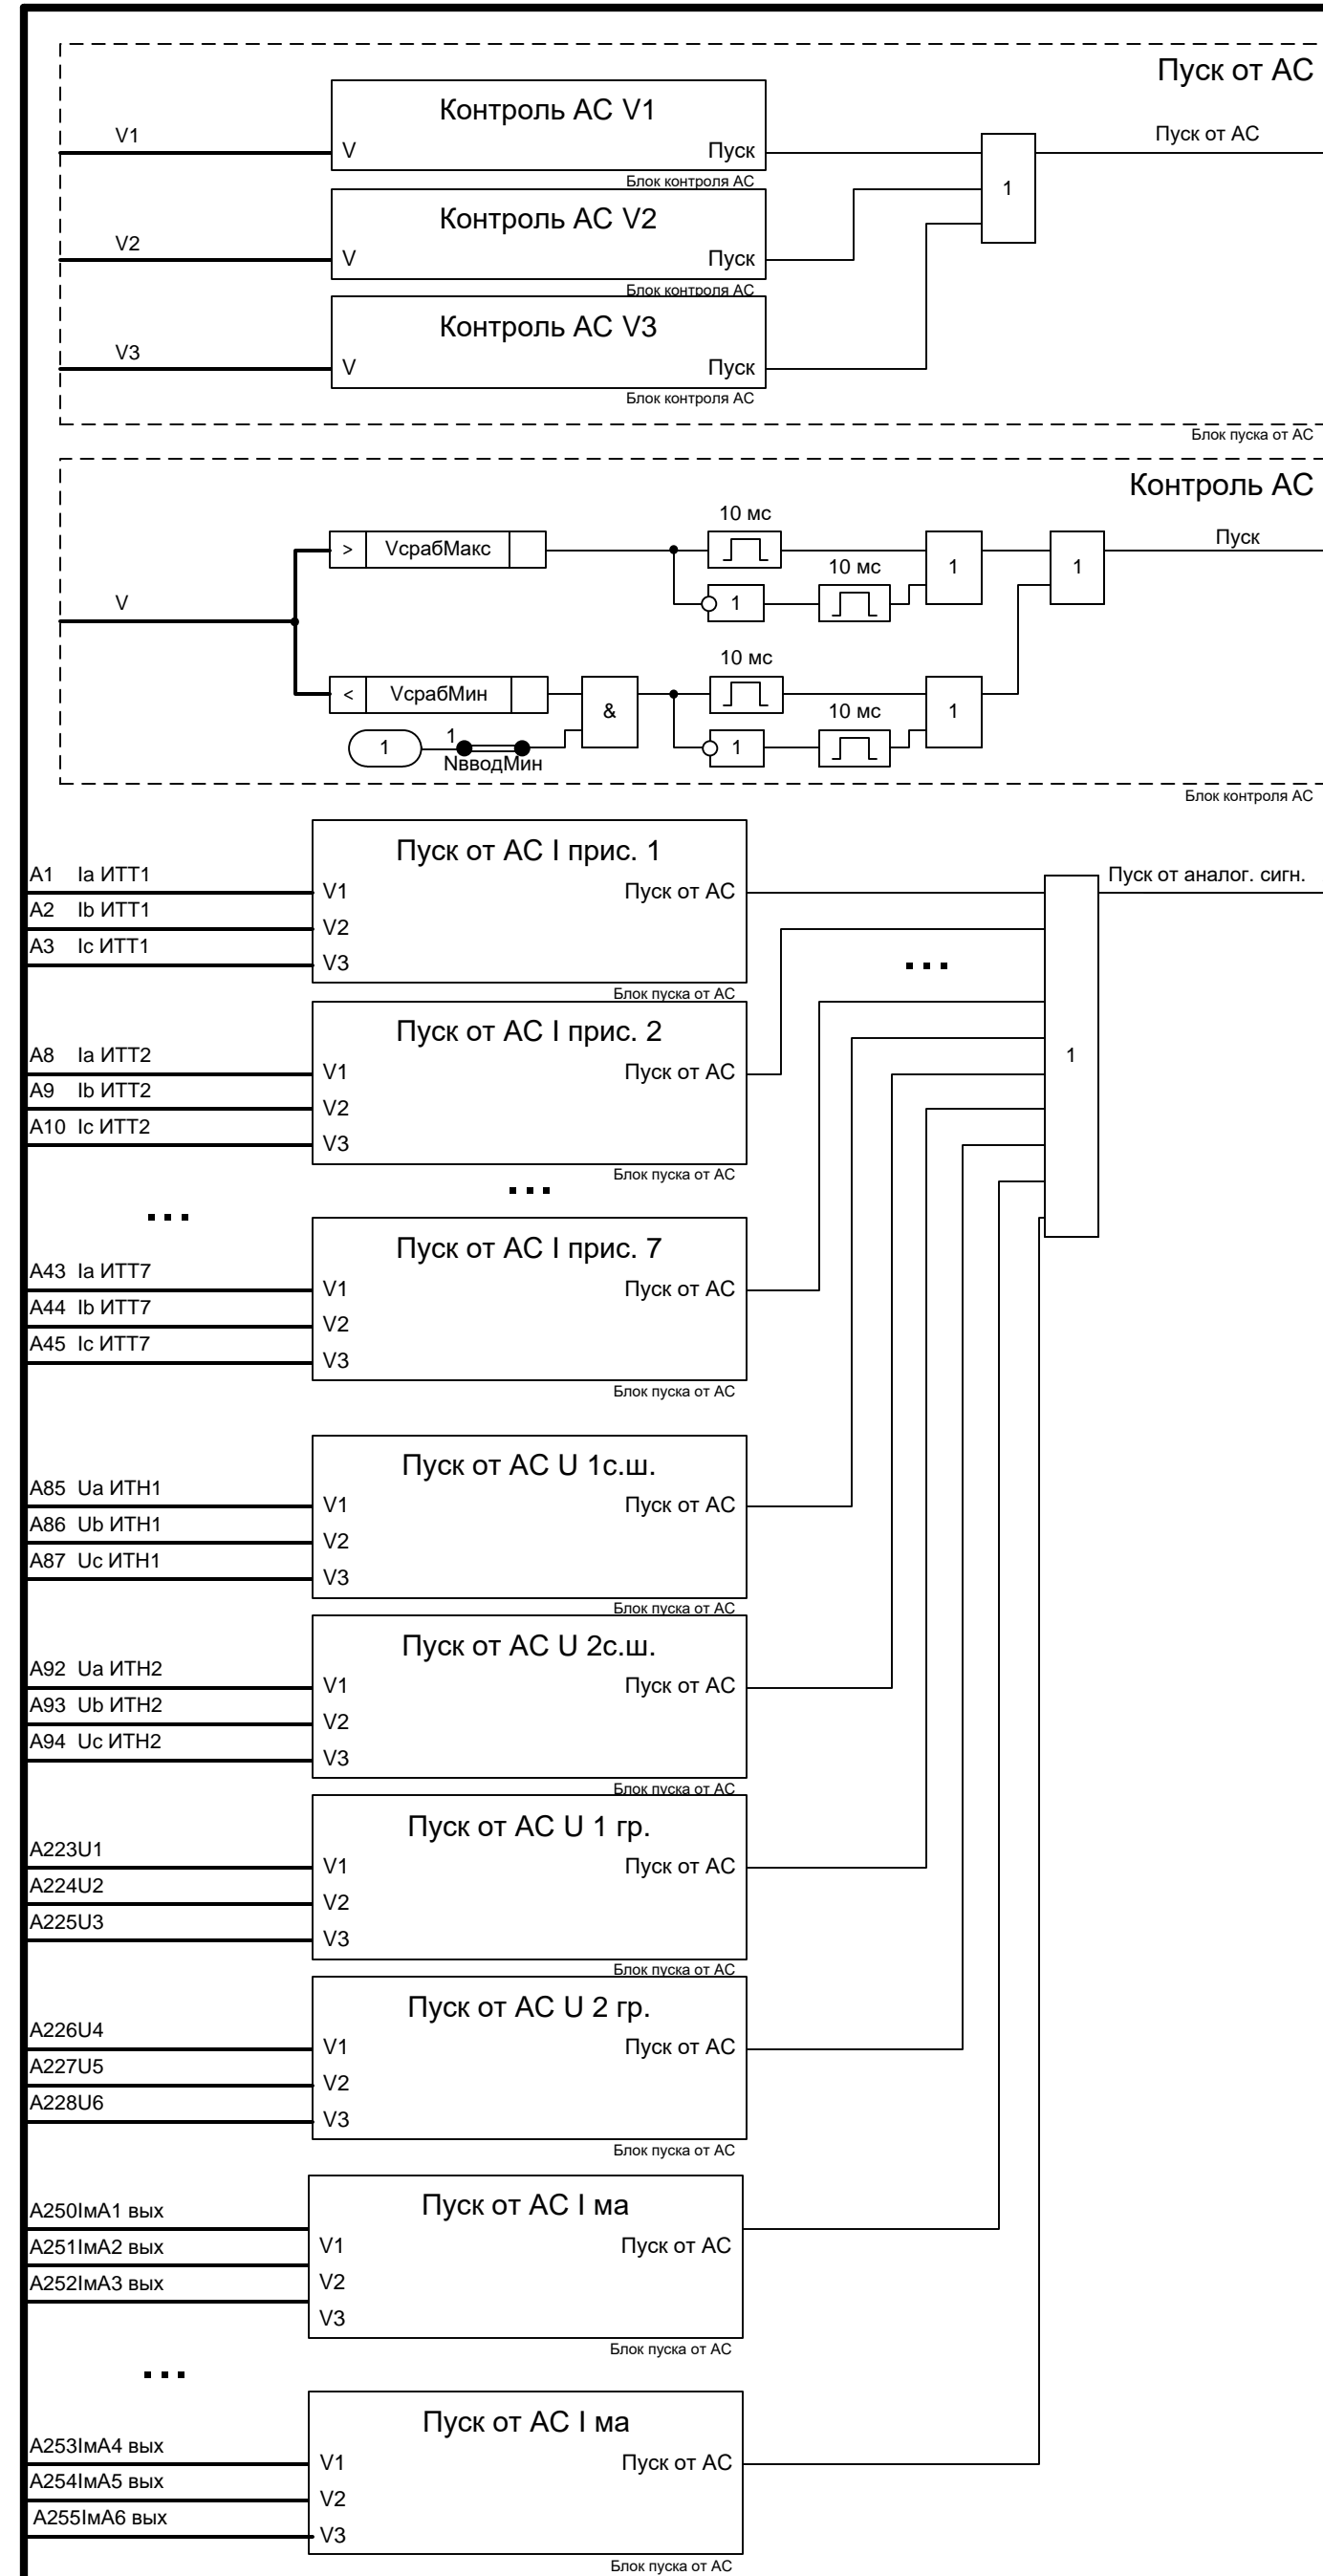 Пуск от АС
Контроль АС V1
V1
V
Пуск
Пуск от АС
Блок контроля АС
1
Контроль АС V2
V2
V
Пуск
Блок контроля АС
Контроль АС V3
V3
V
Пуск
Блок контроля АС
Блок пуска от АС
Контроль АС
10 мс
> VсрабМакс
1
Пуск
10 мс
1
1
V
10 мс
< VсрабМин
&
10 мс
1
1
1
1
NвводМин
Блок контроля АС
Пуск от АС I прис. 1
A1 Ia ИТТ1
V1
Пуск от АС
Пуск от аналог. сигн.
A2 Ib ИТТ1
V2
A3 Ic ИТТ1
V3
...
Блок пуска от АС
Пуск от АС I прис. 2
A8 Ia ИТТ2
V1
Пуск от АС
1
A9 Ib ИТТ2
V2
A10 Ic ИТТ2
V3
Блок пуска от АС
...
...
Пуск от АС I прис. 7
A43 Ia ИТТ7
V1
Пуск от АС
A44 Ib ИТТ7
V2
A45 Ic ИТТ7
V3
Блок пуска от АС
Пуск от АС U 1с.ш.
A85 Ua ИТН1
V1
Пуск от АС
A86 Ub ИТН1
V2
A87 Uc ИТН1
V3
Блок пуска от АС
Пуск от АС U 2с.ш.
A92 Ua ИТН2
V1
Пуск от АС
A93 Ub ИТН2
V2
A94 Uc ИТН2
V3
Блок пуска от АС
Пуск от АС U 1 гр.
A223U1
V1
Пуск от АС
A224U2
V2
A225U3
V3
Блок пуска от АС
Пуск от АС U 2 гр.
A226U4
V1
Пуск от АС
A227U5
V2
A228U6
V3
Блок пуска от АС
Пуск от АС I ма
A250IмА1 вых
V1
Пуск от АС
A251IмА2 вых
V2
A252IмА3 вых
V3
Блок пуска от АС
...
Пуск от АС I ма
A253IмА4 вых
V1
Пуск от АС
A254IмА5 вых
V2
A255IмА6 вых
V3
Блок пуска от АС